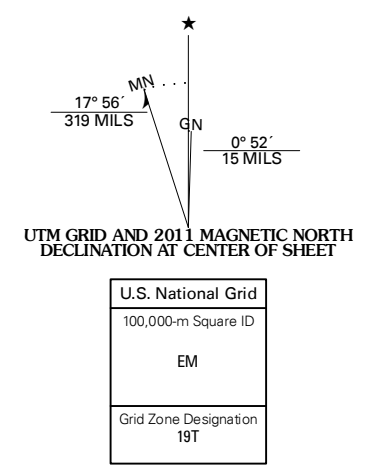 ★
MN
17° 56´
319 MILS
GN
0° 52´
15 MILS
UTM GRID AND 2011 MAGNETIC NORTH
DECLINATION AT CENTER OF SHEET
U.S. National Grid
100,000-m Square ID
EM
Grid Zone Designation
19T